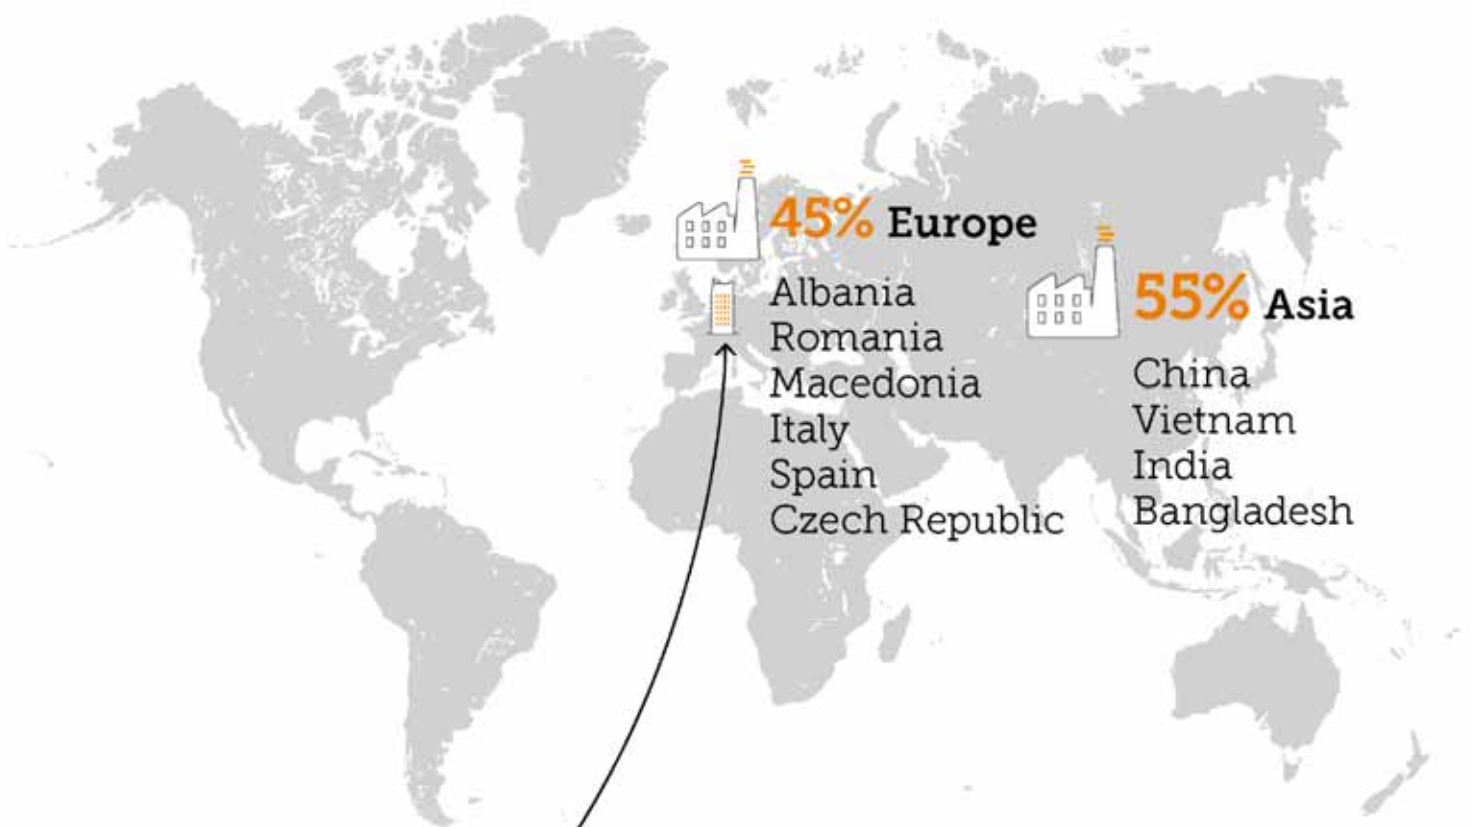 45% Europe
Albania
Romania
Macedonia
Italy
Spain
Czech Republic
55% Asia
China
Vietnam
India
Bangladesh